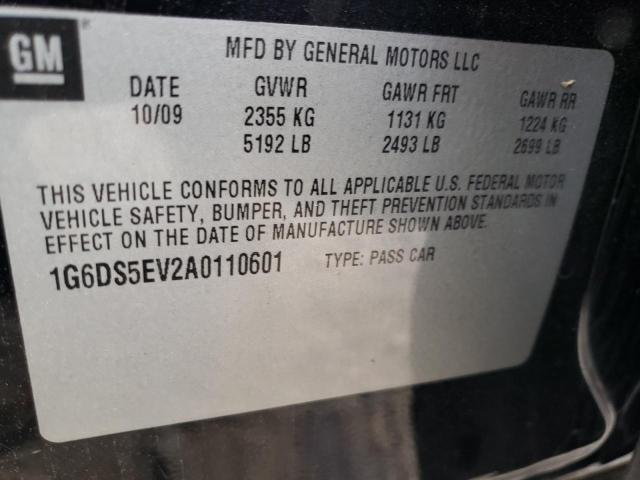 GM ®
MFD BY GENERAL MOTORS LLC
DATE GVWR GAWR FRT GAWR RR
10/09 2355 KG 1131 KG 1224 KG
5192 LB 2493 LB 2699 LB
THIS VEHICLE CONFORMS TO ALL APPLICABLE U.S. FEDERAL MOTOR
VEHICLE SAFETY, BUMPER, AND THEFT PREVENTION STANDARDS IN
EFFECT ON THE DATE OF MANUFACTURE SHOWN ABOVE.
1G6DS5EV2A0110601 TYPE: PASS CAR